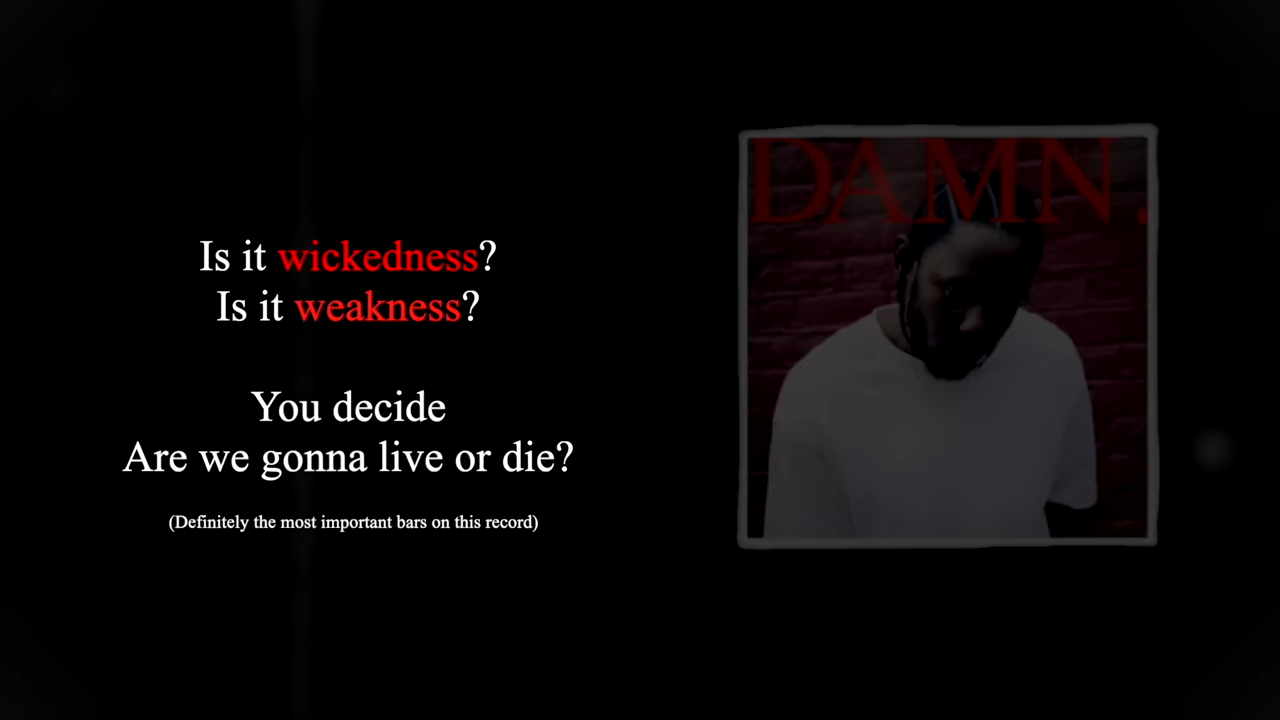 Is it wickedness?
Is it weakness?
You decide
Are we gonna live or die?
(Definitely the most important bars on this record)
DAMN.